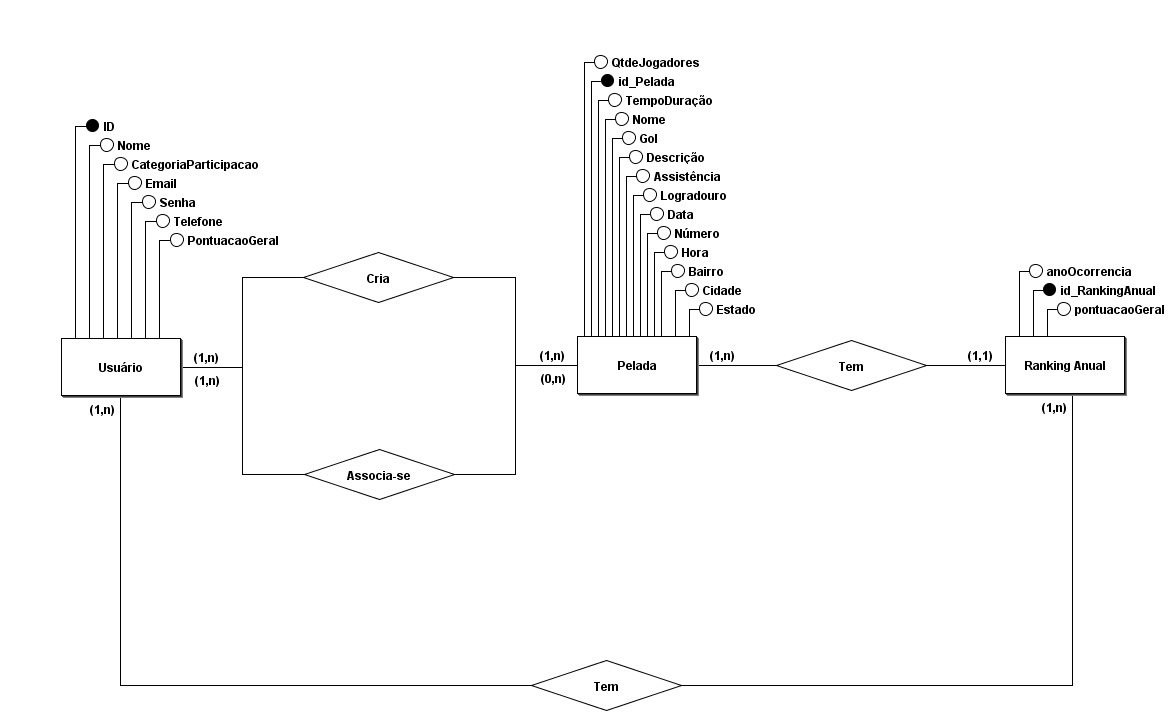 QtdeJogadores
id_Pelada
TempoDuração
Nome
Gol
Descrição
Assistência
Logradouro
Data
Número
Hora
Bairro
Cidade
Estado
ID
Nome
CategoriaParticipacao
Email
Senha
Telefone
PontuacaoGeral
anoOcorrencia
id_RankingAnual
pontuacaoGeral
Cria
Usuário
(1,n)
(1,n)
(1,n)
(1,n)
(0,n)
Pelada
(1,n)
Tem
(1,1)
Ranking Anual
(1,n)
Associa-se
Tem